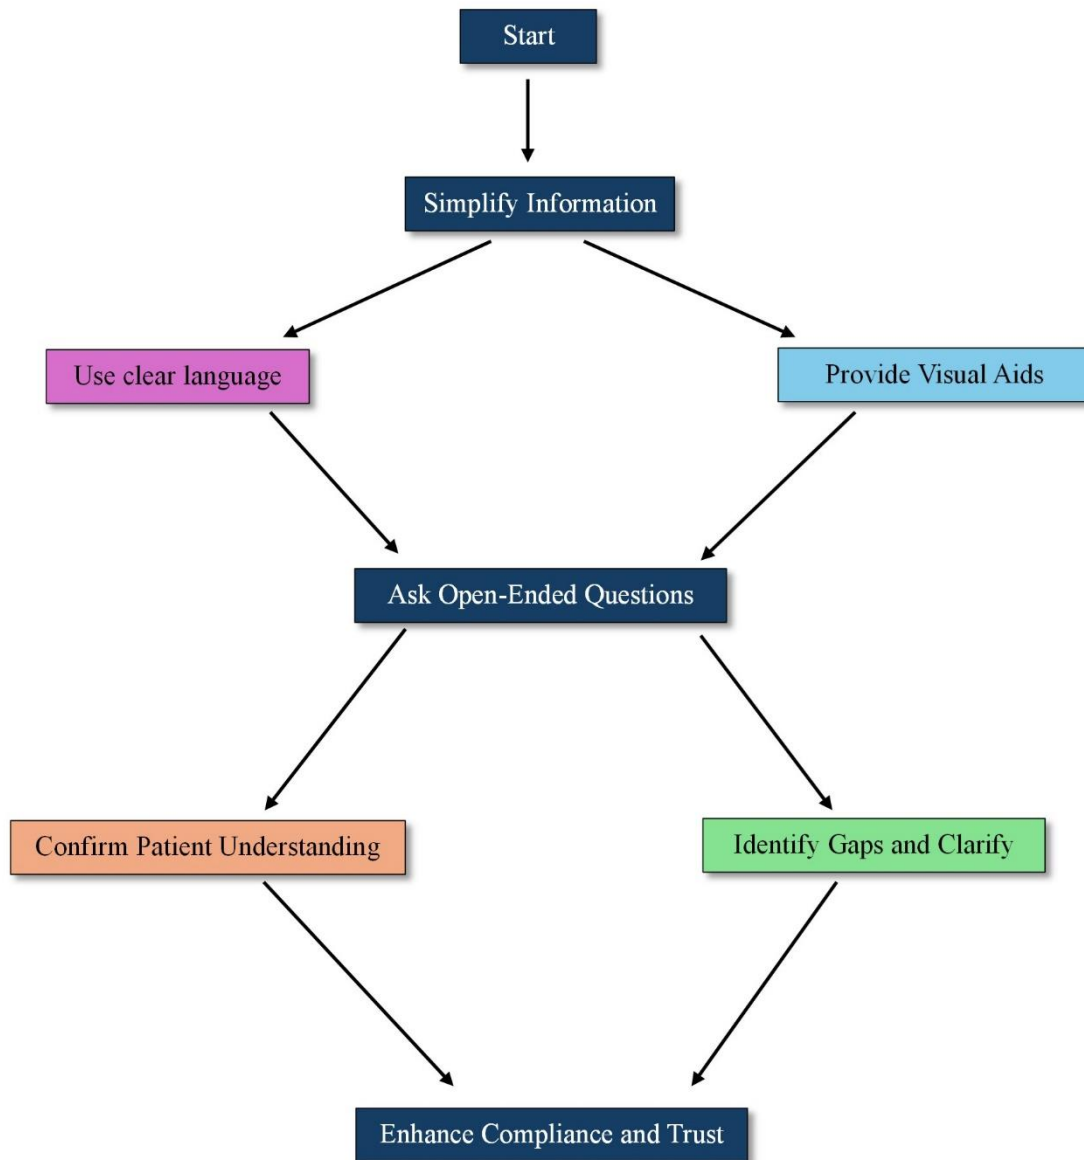 Start
Simplify Information
Use clear language
Provide Visual Aids
Ask Open-Ended Questions
Confirm Patient Understanding
Identify Gaps and Clarify
Enhance Compliance and Trust